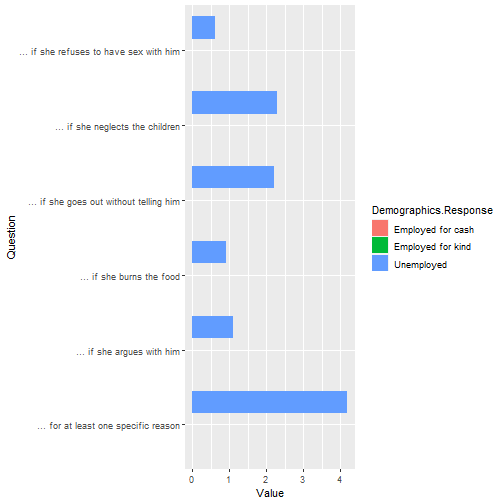 ... if she refuses to have sex with him
... if she neglects the children
... if she goes out without telling him
... if she burns the food
... if she argues with him
... for at least one specific reason
Question
0 1 2 3 4
Value
Demographics.Response
Employed for cash
Employed for kind
Unemployed